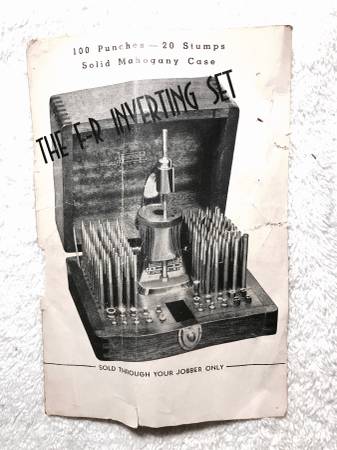 100 Punches — 20 Stumps
Solid Mahogany Case
THE F-R INVERTING SET
SOLD THROUGH YOUR JOBBER ONLY